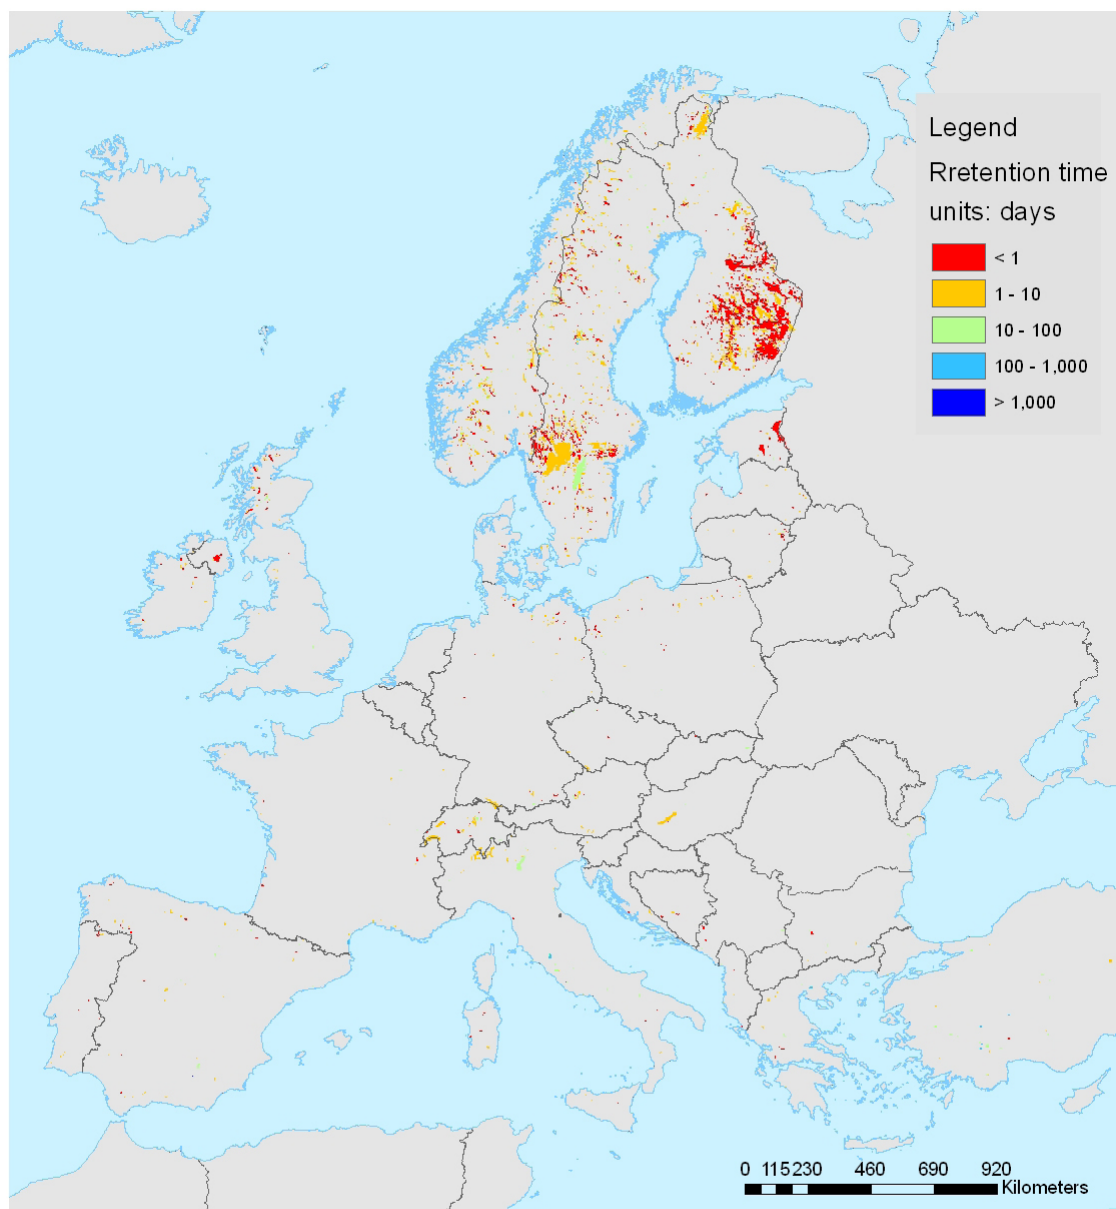 Legend
Rretention time
units: days
< 1
1 - 10
10 - 100
100 - 1,000
> 1,000
0 115 230 460 690 920
Kilometers